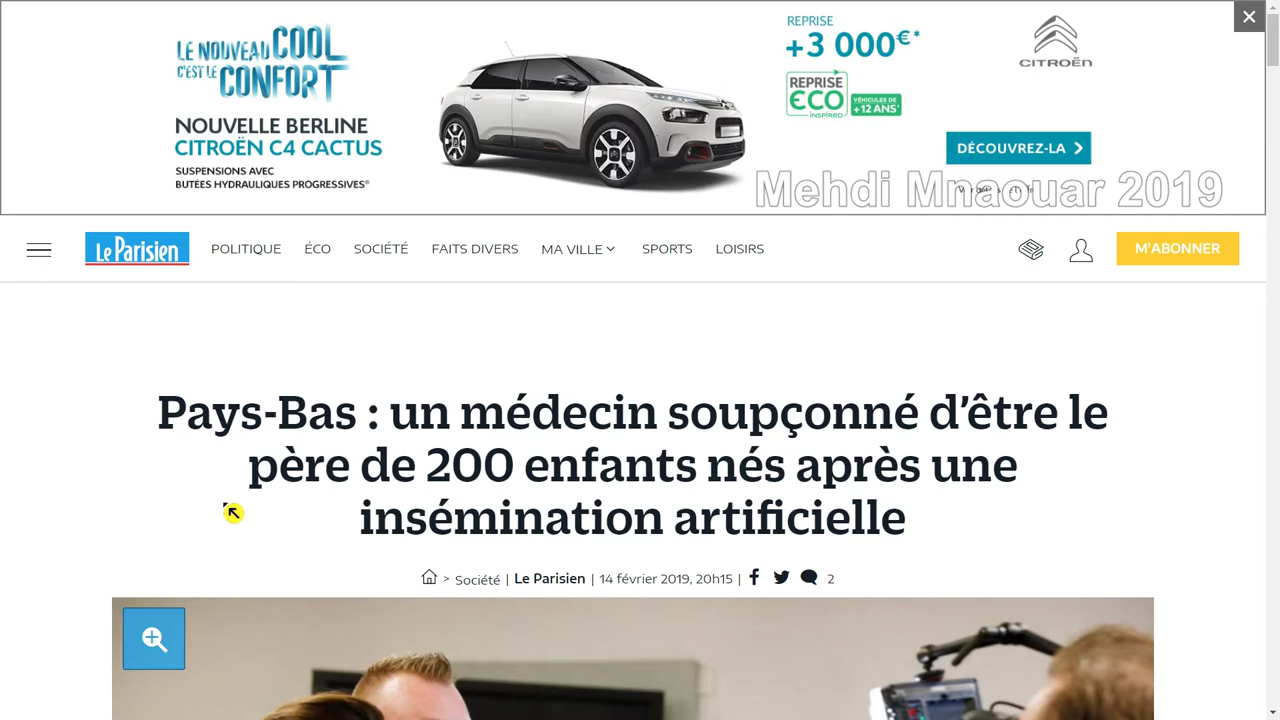 LE NOUVEAU COOL
C'EST LE CONFORT
NOUVELLE BERLINE
CITROËN C4 CACTUS
SUSPENSIONS AVEC
BUTÉES HYDRAULIQUES PROGRESSIVES®
REPRISE
+3 000€*
REPRISE
ECO
INSPIRED
VÉHICULES DE
+12 ANS*
CITROËN
DÉCOUVREZ-LA
Mehdi Mnaouar 2019
Le Parisien
POLITIQUE
ÉCO
SOCIÉTÉ
FAITS DIVERS
MA VILLE
SPORTS
LOISIRS
M'ABONNER
Pays-Bas : un médecin soupçonné d'être le
père de 200 enfants nés après une
insémination artificielle
> Société | Le Parisien | 14 février 2019, 20h15 | 2